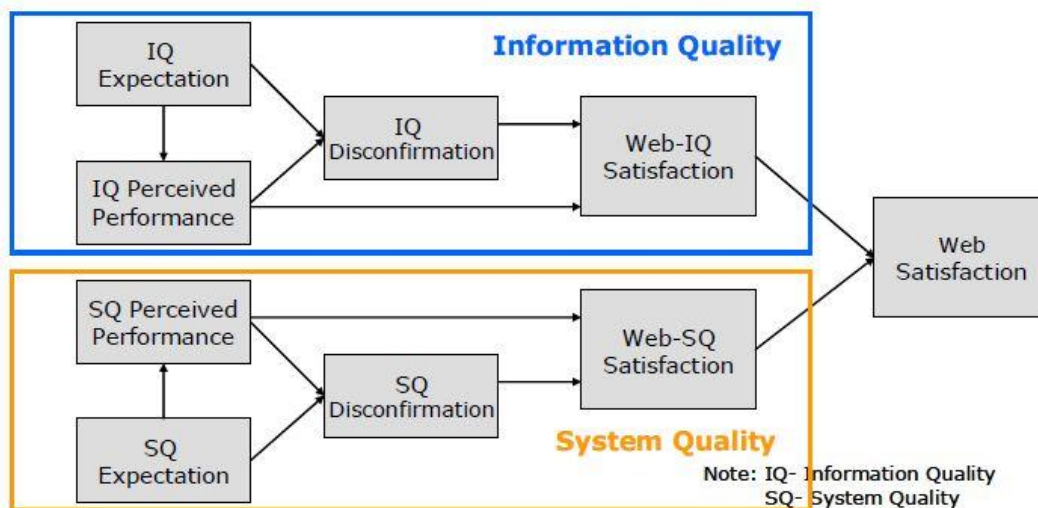 Information Quality
IQ
Expectation
IQ
Disconfirmation
Web-IQ
Satisfaction
IQ Perceived
Performance
Web
Satisfaction
SQ Perceived
Performance
Web-SQ
Satisfaction
SQ
Disconfirmation
SQ
Expectation
System Quality
Note: IQ- Information Quality
SQ- System Quality